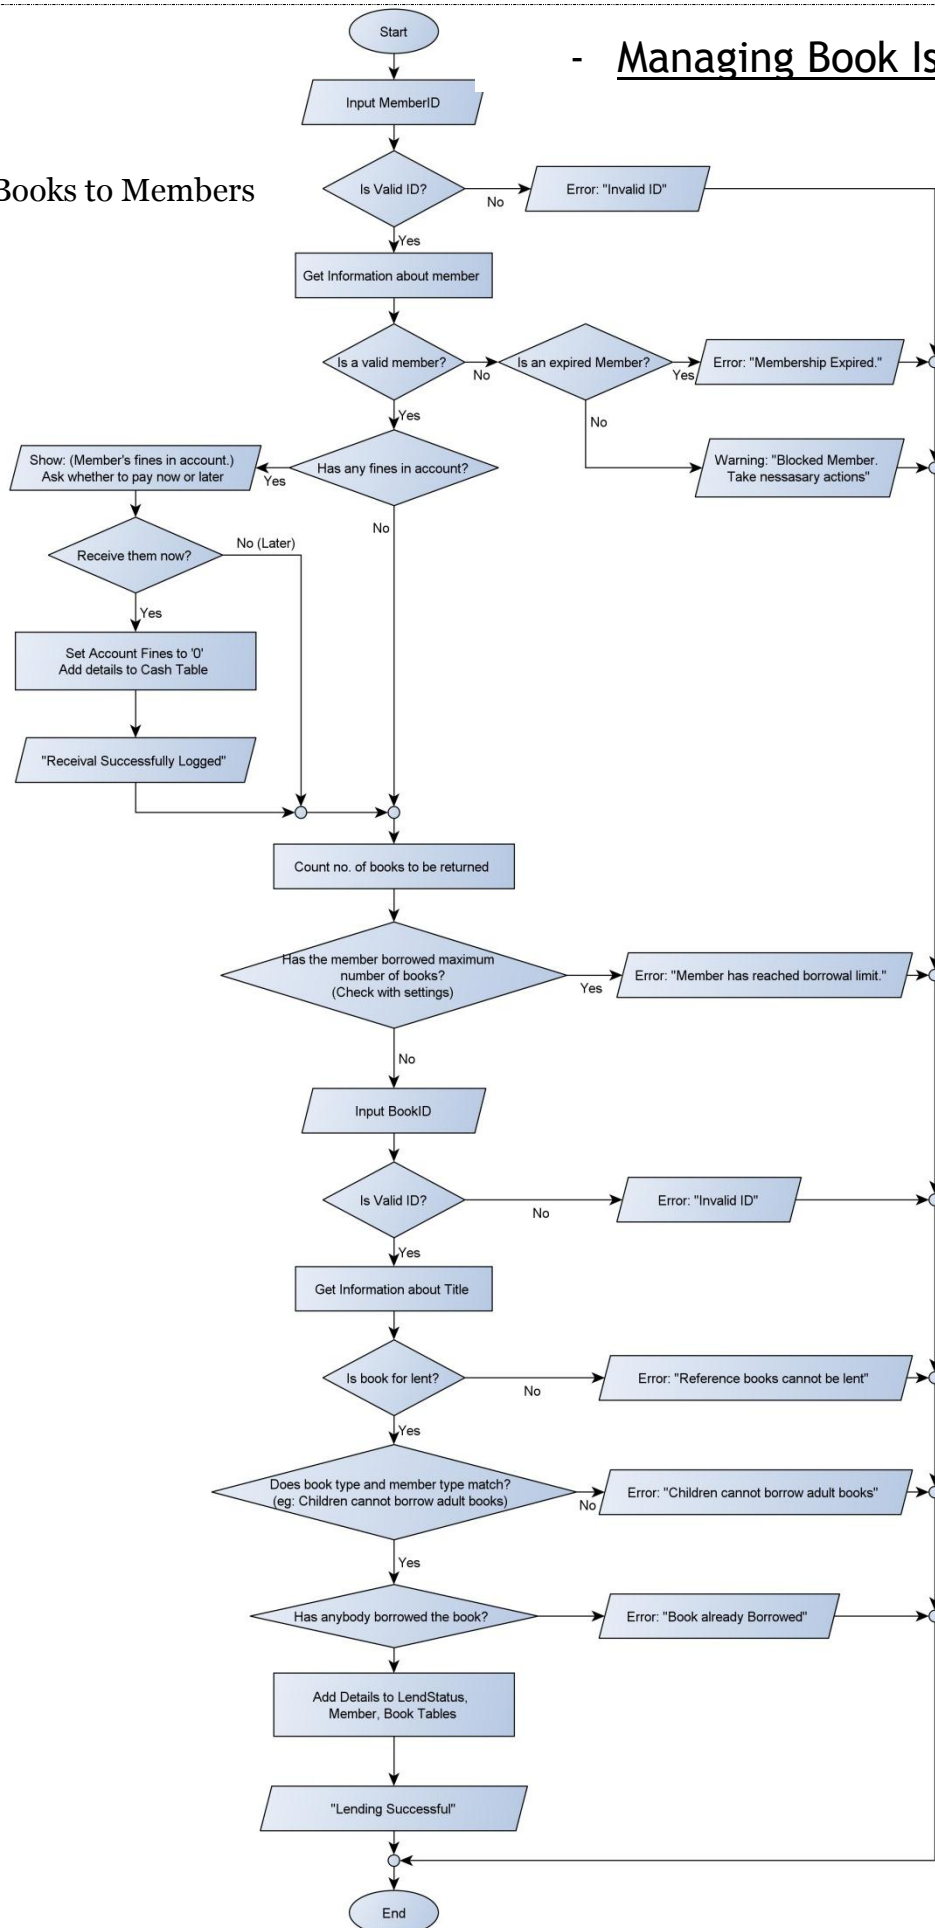 Start
- Managing Book Is
Input MemberID
Books to Members
Is Valid ID?
No
Error: "Invalid ID"
Yes
Get Information about member
Is a valid member?
No
Is an expired Member?
Yes
Error: "Membership Expired."
Yes
No
Show: (Member's fines in account.)
Ask whether to pay now or later
Yes
Has any fines in account?
Warning: "Blocked Member.
Take nessasary actions"
No
Receive them now?
No (Later)
Yes
Set Account Fines to '0'
Add details to Cash Table
"Receival Successfully Logged"
Count no. of books to be returned
Has the member borrowed maximum
number of books?
(Check with settings)
Yes
Error: "Member has reached borrowal limit."
No
Input BookID
Is Valid ID?
No
Error: "Invalid ID"
Yes
Get Information about Title
Is book for lent?
No
Error: "Reference books cannot be lent"
Yes
Does book type and member type match?
(eg: Children cannot borrow adult books)
No
Error: "Children cannot borrow adult books"
Yes
Has anybody borrowed the book?
Error: "Book already Borrowed"
Add Details to LendStatus,
Member, Book Tables
"Lending Successful"
End